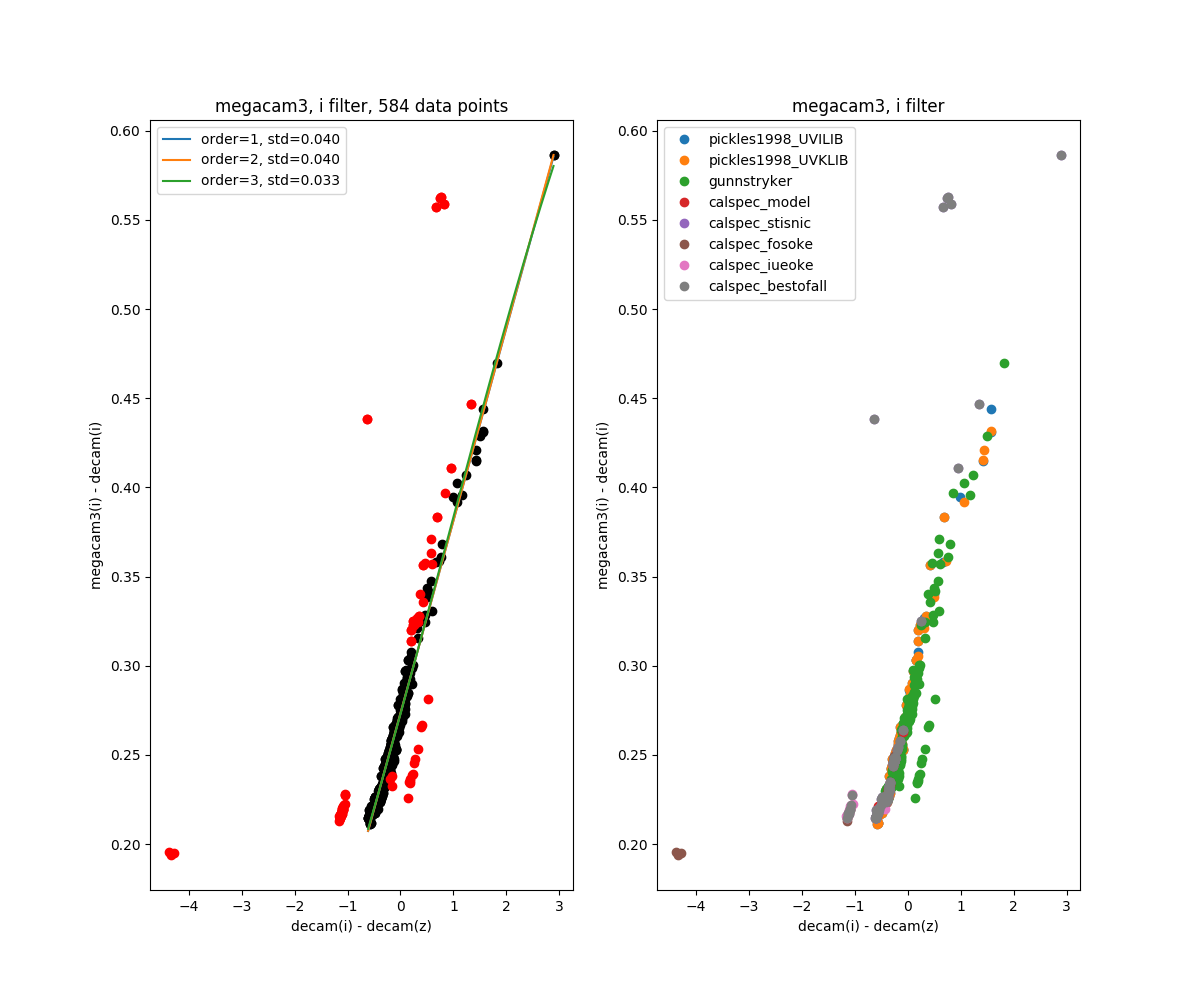 megacam3, i filter, 584 data points
order=1, std=0.040
order=2, std=0.040
order=3, std=0.033
0.60
0.55
0.50
0.45
0.40
0.35
0.30
0.25
0.20
megacam3(i) - decam(i)
−4 −3 −2 −1 0 1 2 3
decam(i) - decam(z)
megacam3, i filter
pickles1998_UVILIB
pickles1998_UVKLIB
gunnstryker
calspec_model
calspec_stisnic
calspec_fosoke
calspec_iueoke
calspec_bestofall
0.60
0.55
0.50
0.45
0.40
0.35
0.30
0.25
0.20
megacam3(i) - decam(i)
−4 −3 −2 −1 0 1 2 3
decam(i) - decam(z)